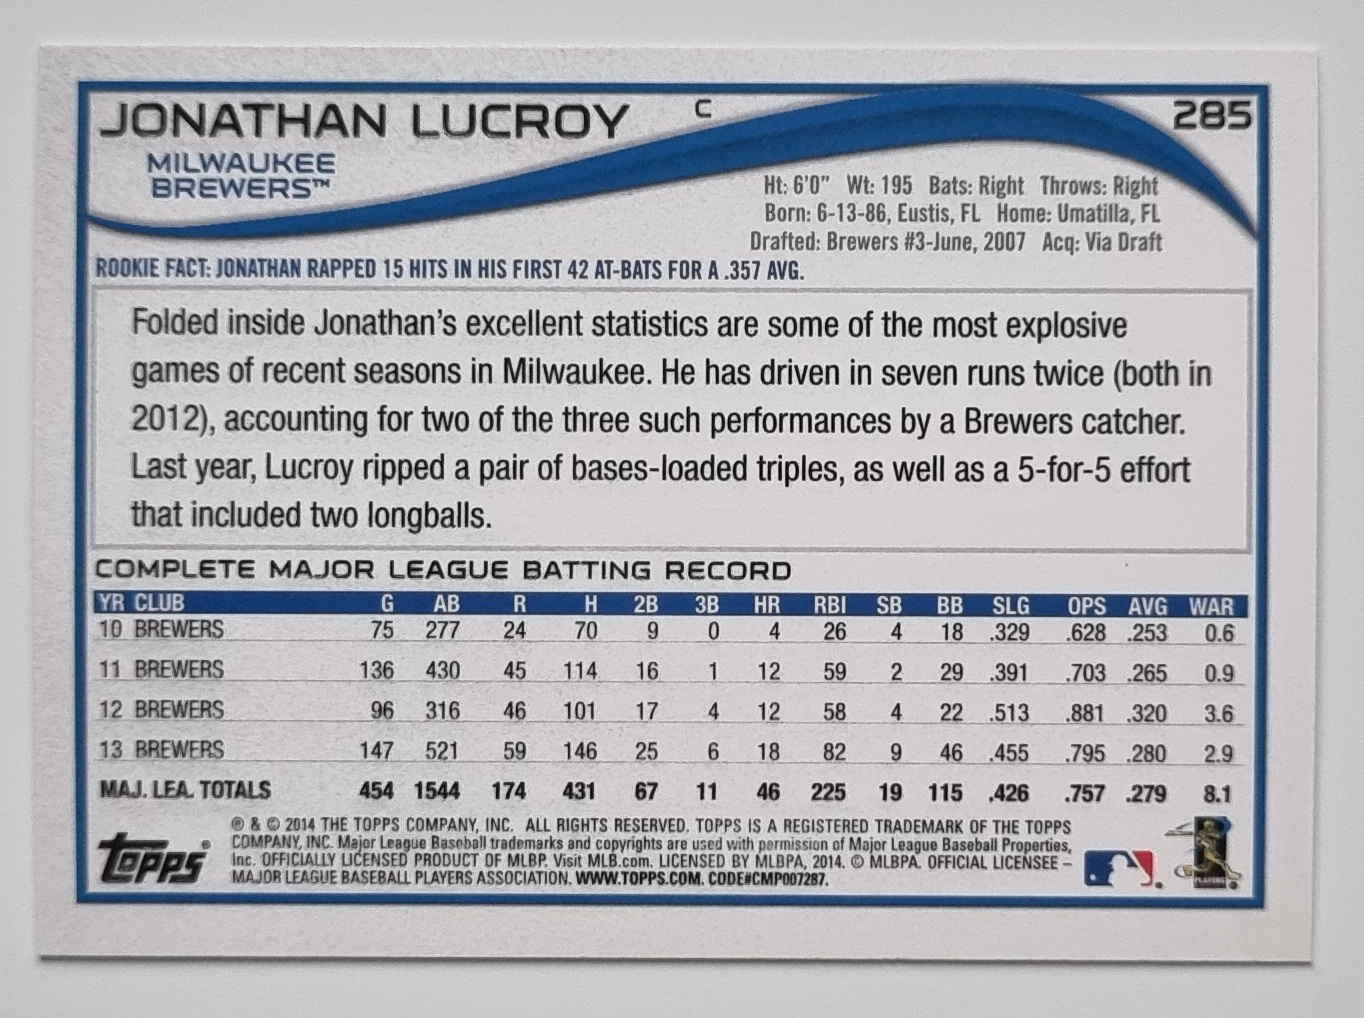 JONATHAN LUCROY C 285
MILWAUKEE
BREWERS™
Ht: 6'0" Wt: 195 Bats: Right Throws: Right
Born: 6-13-86, Eustis, FL Home: Umatilla, FL
Drafted: Brewers #3-June, 2007 Acq: Via Draft
ROOKIE FACT: JONATHAN RAPPED 15 HITS IN HIS FIRST 42 AT-BATS FOR A .357 AVG.
Folded inside Jonathan's excellent statistics are some of the most explosive
games of recent seasons in Milwaukee. He has driven in seven runs twice (both in
2012), accounting for two of the three such performances by a Brewers catcher.
Last year, Lucroy ripped a pair of bases-loaded triples, as well as a 5-for-5 effort
that included two longballs.
COMPLETE MAJOR LEAGUE BATTING RECORD
YR CLUB G AB R H 2B 3B HR RBI SB BB SLG OPS AVG WAR
10 BREWERS 75 277 24 70 9 0 4 26 4 18 .329 .628 .253 0.6
11 BREWERS 136 430 45 114 16 1 12 59 2 29 .391 .703 .265 0.9
12 BREWERS 96 316 46 101 17 4 12 58 4 22 .513 .881 .320 3.6
13 BREWERS 147 521 59 146 25 6 18 82 9 46 .455 .795 .280 2.9
MAJ. LEA. TOTALS 454 1544 174 431 67 11 46 225 19 115 .426 .757 .279 8.1
Topps®
® & © 2014 THE TOPPS COMPANY, INC. ALL RIGHTS RESERVED. TOPPS IS A REGISTERED TRADEMARK OF THE TOPPS
COMPANY, INC. Major League Baseball trademarks and copyrights are used with permission of Major League Baseball Properties,
Inc. OFFICIALLY LICENSED PRODUCT OF MLBP. Visit MLB.com. LICENSED BY MLBPA, 2014. © MLBPA. OFFICIAL LICENSEE –
MAJOR LEAGUE BASEBALL PLAYERS ASSOCIATION. WWW.TOPPS.COM. CODE#CMP007287.
PLAYERS